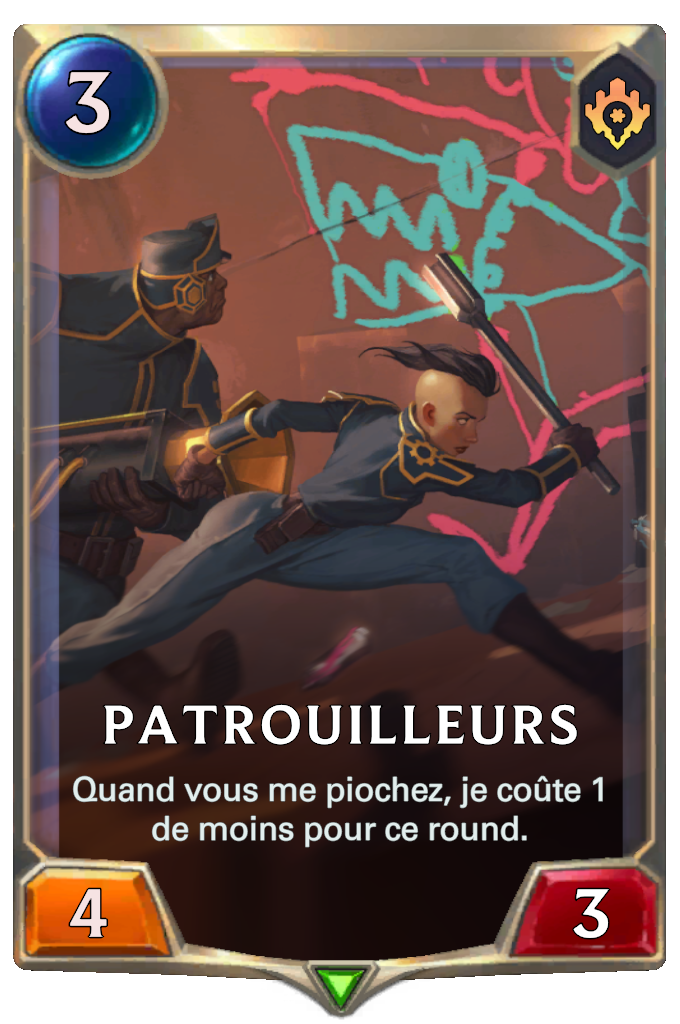 3
PATROUILLEURS
Quand vous me piochez, je coûte 1
de moins pour ce round.
4
3